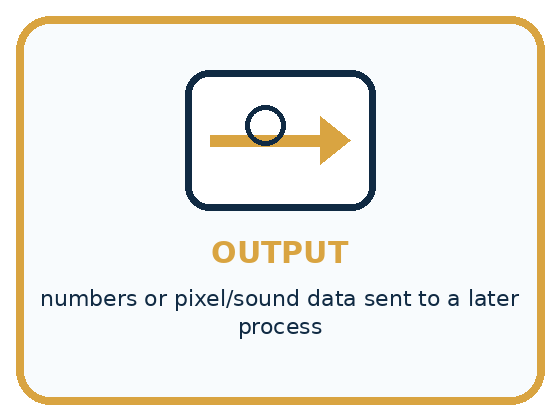 OUTPUT
numbers or pixel/sound data sent to a later
process